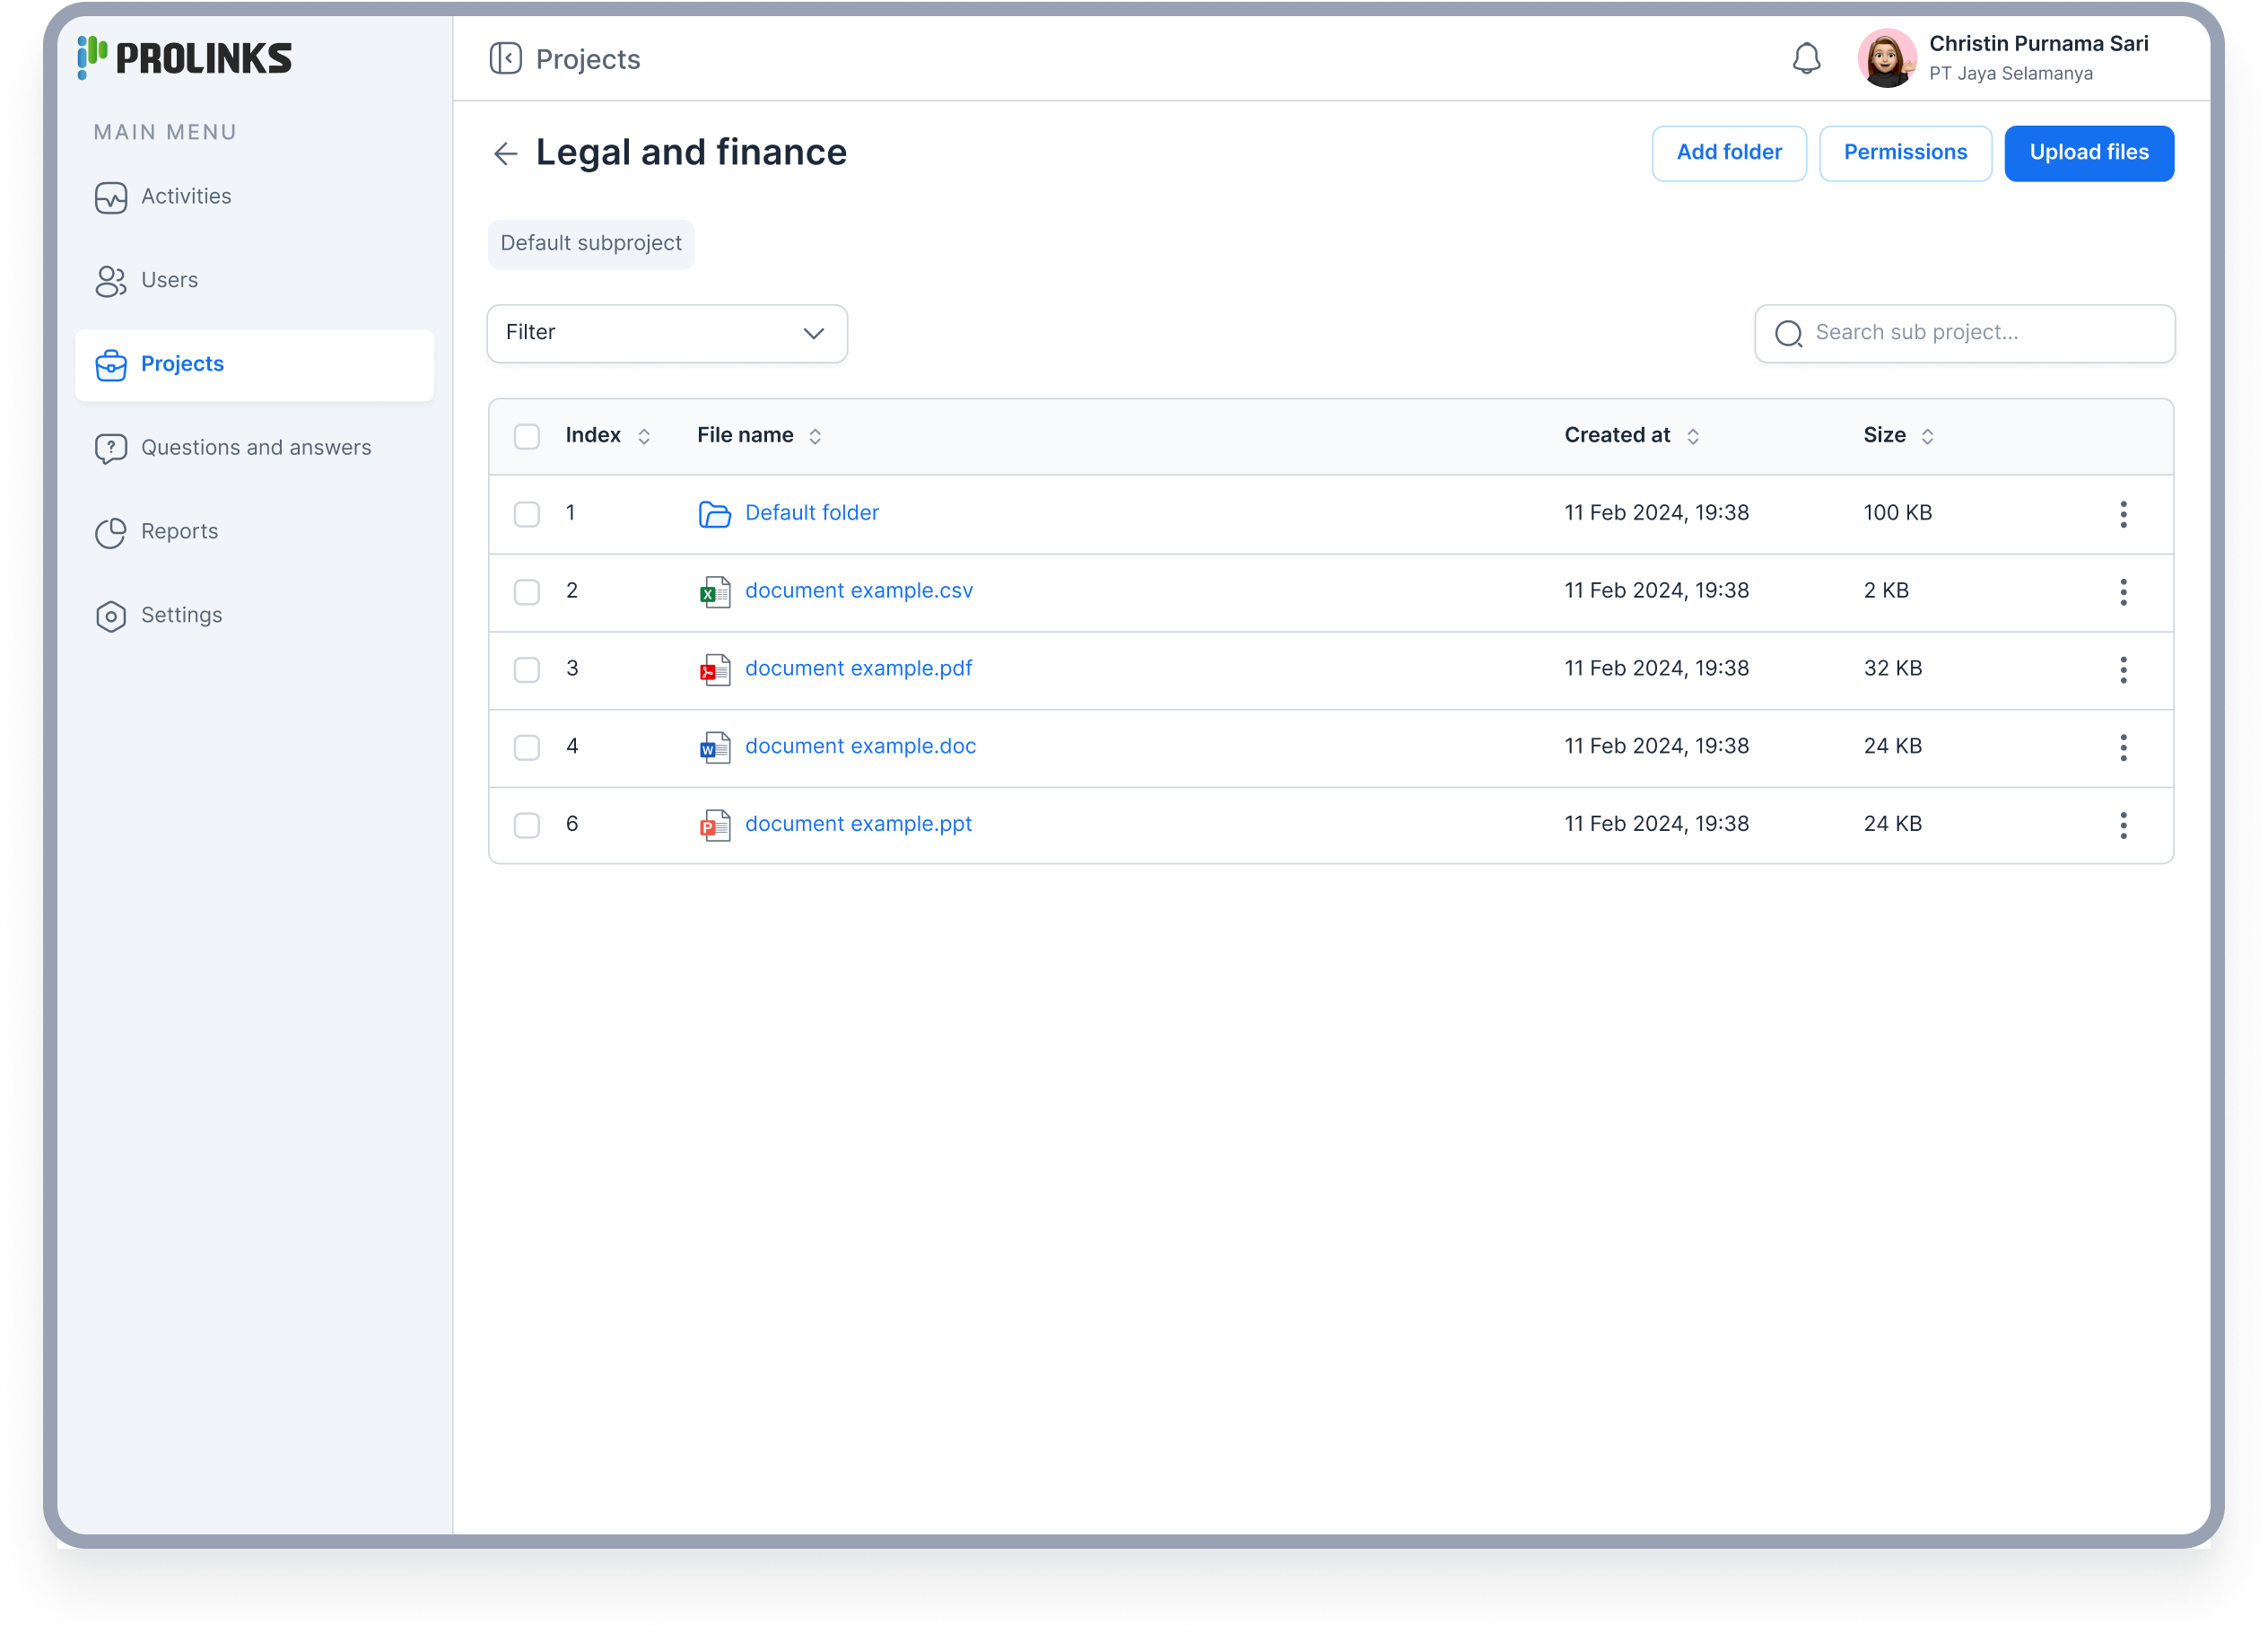 PROLINKS
MAIN MENU
Activities
Users
Projects
Questions and answers
Reports
Settings
Projects
Christin Purnama Sari
PT Jaya Selamanya
Legal and finance
Add folder
Permissions
Upload files
Default subproject
Filter
Search sub project...
Index File name Created at Size
1 Default folder 11 Feb 2024, 19:38 100 KB
2 document example.csv 11 Feb 2024, 19:38 2 KB
3 document example.pdf 11 Feb 2024, 19:38 32 KB
4 document example.doc 11 Feb 2024, 19:38 24 KB
6 document example.ppt 11 Feb 2024, 19:38 24 KB